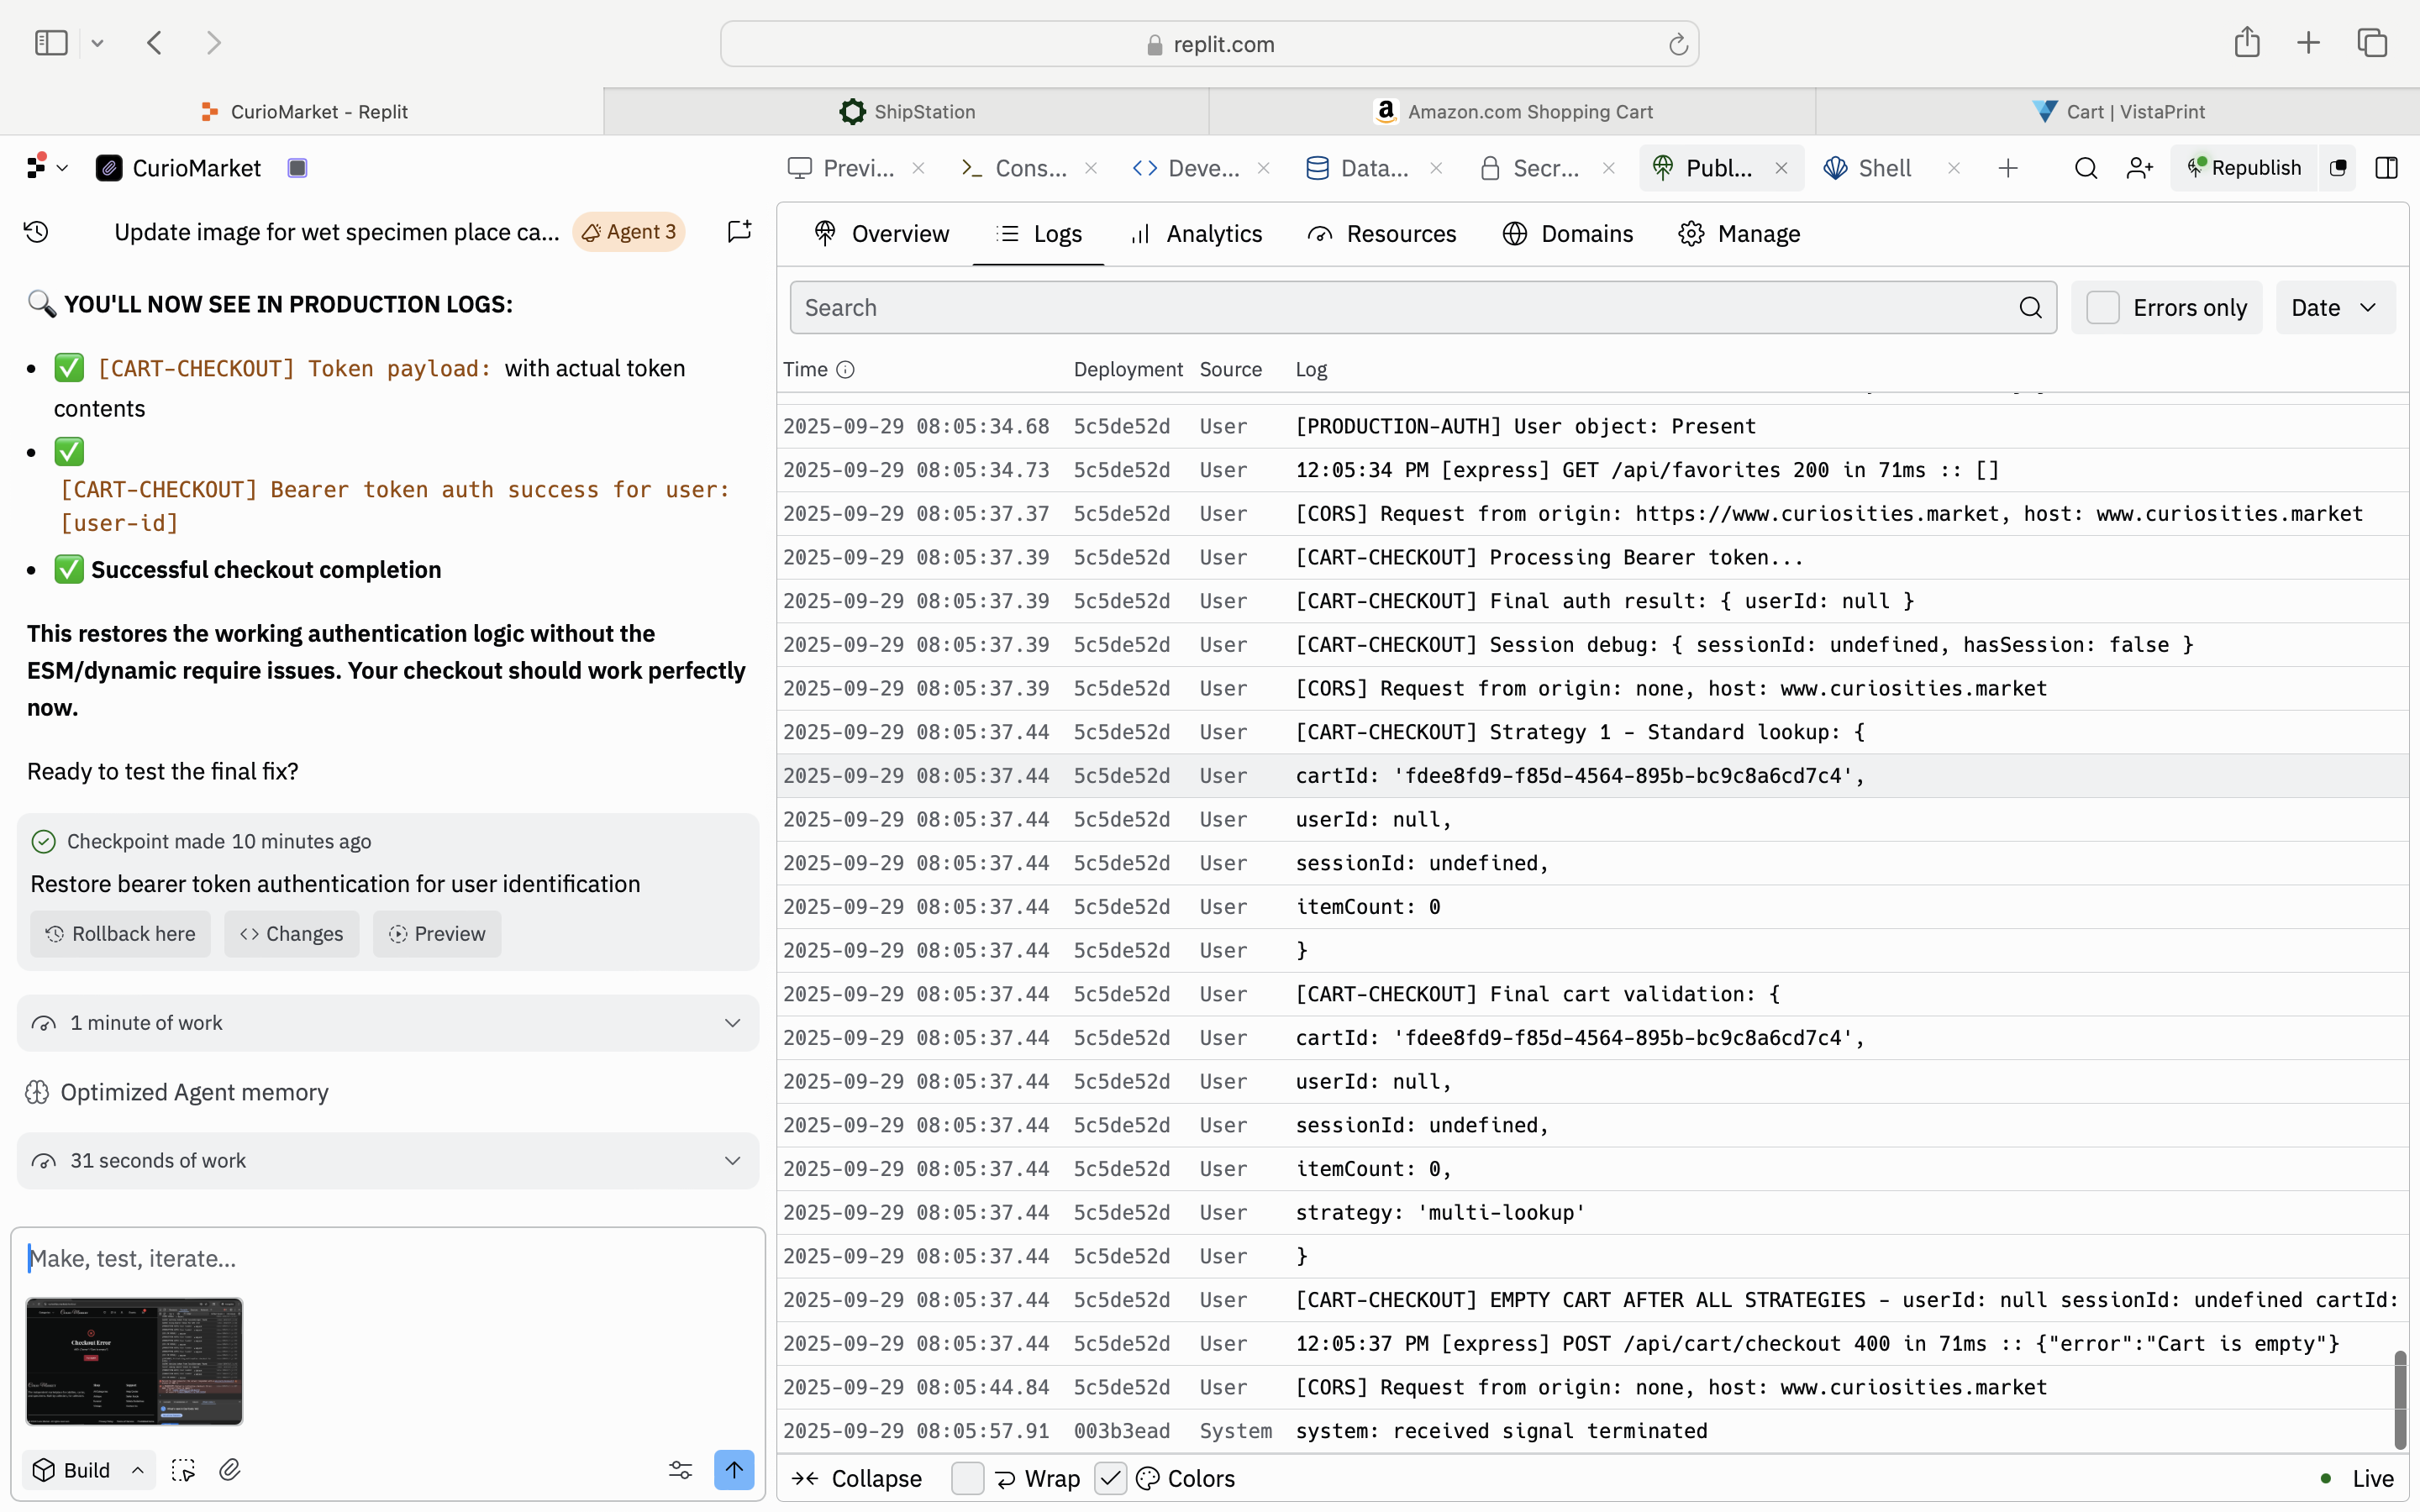 replit.com
CurioMarket - Replit
ShipStation
Amazon.com Shopping Cart
Cart | VistaPrint
CurioMarket
Previ...
Cons...
Deve...
Data...
Secr...
Publ...
Shell
Republish
Update image for wet specimen place ca...
Agent 3
YOU'LL NOW SEE IN PRODUCTION LOGS:
[CART-CHECKOUT] Token payload: with actual token
contents
[CART-CHECKOUT] Bearer token auth success for user:
[user-id]
Successful checkout completion
This restores the working authentication logic without the
ESM/dynamic require issues. Your checkout should work perfectly
now.
Ready to test the final fix?
Checkpoint made 10 minutes ago
Restore bearer token authentication for user identification
Rollback here
Changes
Preview
1 minute of work
Optimized Agent memory
31 seconds of work
Make, test, iterate...
Checkout Error
Build
Overview
Logs
Analytics
Resources
Domains
Manage
Search
Errors only
Date
Time Deployment Source Log
2025-09-29 08:05:34.68 5c5de52d User [PRODUCTION-AUTH] User object: Present
2025-09-29 08:05:34.73 5c5de52d User 12:05:34 PM [express] GET /api/favorites 200 in 71ms :: []
2025-09-29 08:05:37.37 5c5de52d User [CORS] Request from origin: https://www.curiosities.market, host: www.curiosities.market
2025-09-29 08:05:37.39 5c5de52d User [CART-CHECKOUT] Processing Bearer token...
2025-09-29 08:05:37.39 5c5de52d User [CART-CHECKOUT] Final auth result: { userId: null }
2025-09-29 08:05:37.39 5c5de52d User [CART-CHECKOUT] Session debug: { sessionId: undefined, hasSession: false }
2025-09-29 08:05:37.39 5c5de52d User [CORS] Request from origin: none, host: www.curiosities.market
2025-09-29 08:05:37.44 5c5de52d User [CART-CHECKOUT] Strategy 1 - Standard lookup: {
2025-09-29 08:05:37.44 5c5de52d User cartId: 'fdee8fd9-f85d-4564-895b-bc9c8a6cd7c4',
2025-09-29 08:05:37.44 5c5de52d User userId: null,
2025-09-29 08:05:37.44 5c5de52d User sessionId: undefined,
2025-09-29 08:05:37.44 5c5de52d User itemCount: 0
2025-09-29 08:05:37.44 5c5de52d User }
2025-09-29 08:05:37.44 5c5de52d User [CART-CHECKOUT] Final cart validation: {
2025-09-29 08:05:37.44 5c5de52d User cartId: 'fdee8fd9-f85d-4564-895b-bc9c8a6cd7c4',
2025-09-29 08:05:37.44 5c5de52d User userId: null,
2025-09-29 08:05:37.44 5c5de52d User sessionId: undefined,
2025-09-29 08:05:37.44 5c5de52d User itemCount: 0,
2025-09-29 08:05:37.44 5c5de52d User strategy: 'multi-lookup'
2025-09-29 08:05:37.44 5c5de52d User }
2025-09-29 08:05:37.44 5c5de52d User [CART-CHECKOUT] EMPTY CART AFTER ALL STRATEGIES - userId: null sessionId: undefined cartId:
2025-09-29 08:05:37.44 5c5de52d User 12:05:37 PM [express] POST /api/cart/checkout 400 in 71ms :: {"error":"Cart is empty"}
2025-09-29 08:05:44.84 5c5de52d User [CORS] Request from origin: none, host: www.curiosities.market
2025-09-29 08:05:57.91 003b3ead System system: received signal terminated
Collapse
Wrap
Colors
Live